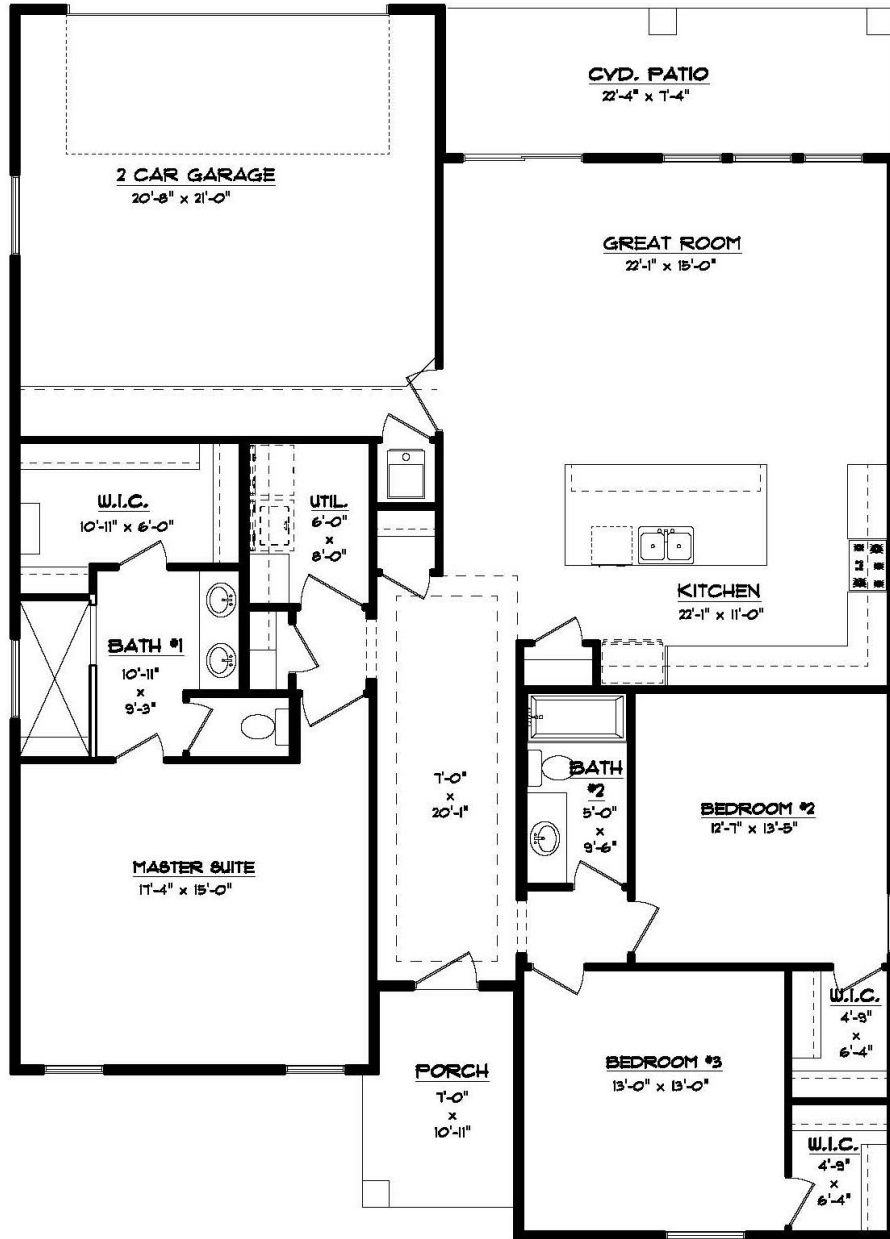 CVD. PATIO
22'-4" x 7'-4"
2 CAR GARAGE
20'-8" x 21'-0"
GREAT ROOM
22'-1" x 15'-0"
W.I.C.
10'-11" x 6'-0"
UTIL.
6'-0"
x
8'-0"
KITCHEN
22'-1" x 11'-0"
BATH #1
10'-11"
x
9'-3"
7'-0"
x
20'-1"
BATH
#2
5'-0"
x
9'-6"
BEDROOM #2
12'-7" x 13'-5"
MASTER SUITE
17'-4" x 15'-0"
W.I.C.
4'-9"
x
6'-4"
PORCH
7'-0"
x
10'-11"
BEDROOM #3
13'-0" x 13'-0"
W.I.C.
4'-9"
x
6'-4"